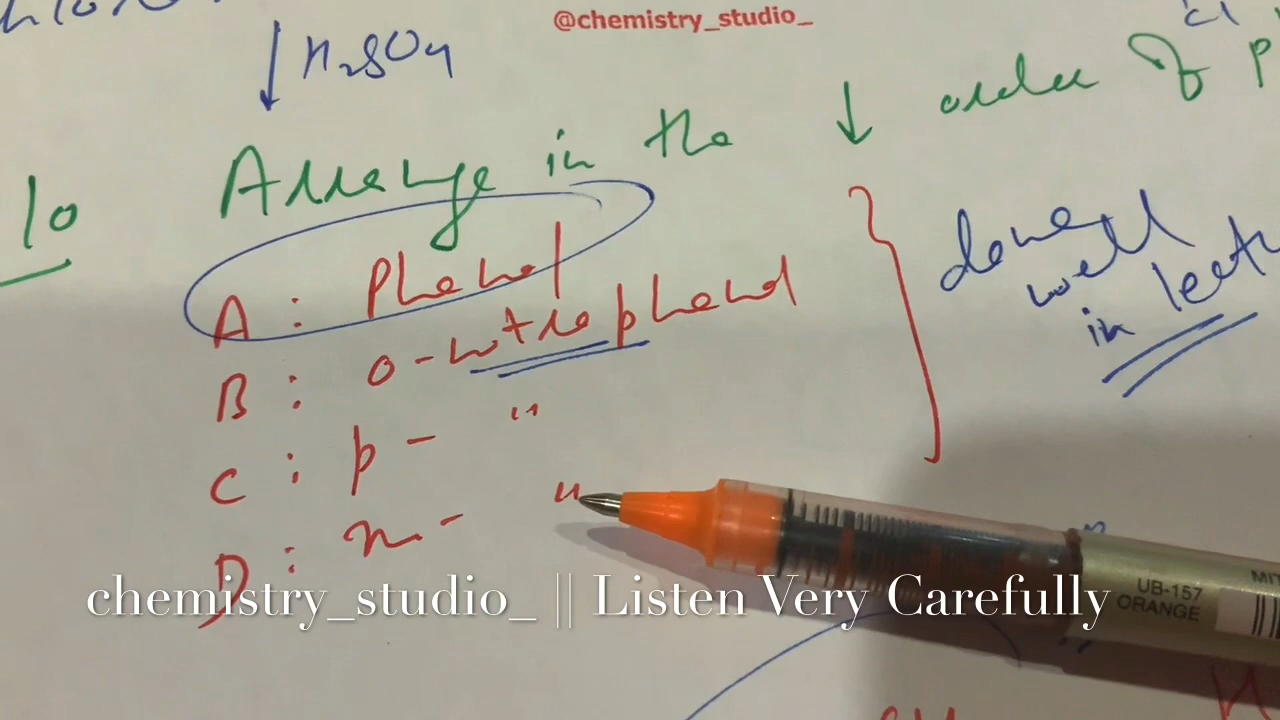 @chemistry_studio_
↓ H₂SO₄
10 Arrange in the ↓ order of p
A : Phenol
B : o-nitrophenol
C : p- "
D : m- "
done
well
in
chemistry_studio_ || Listen Very Carefully
UB-157
ORANGE